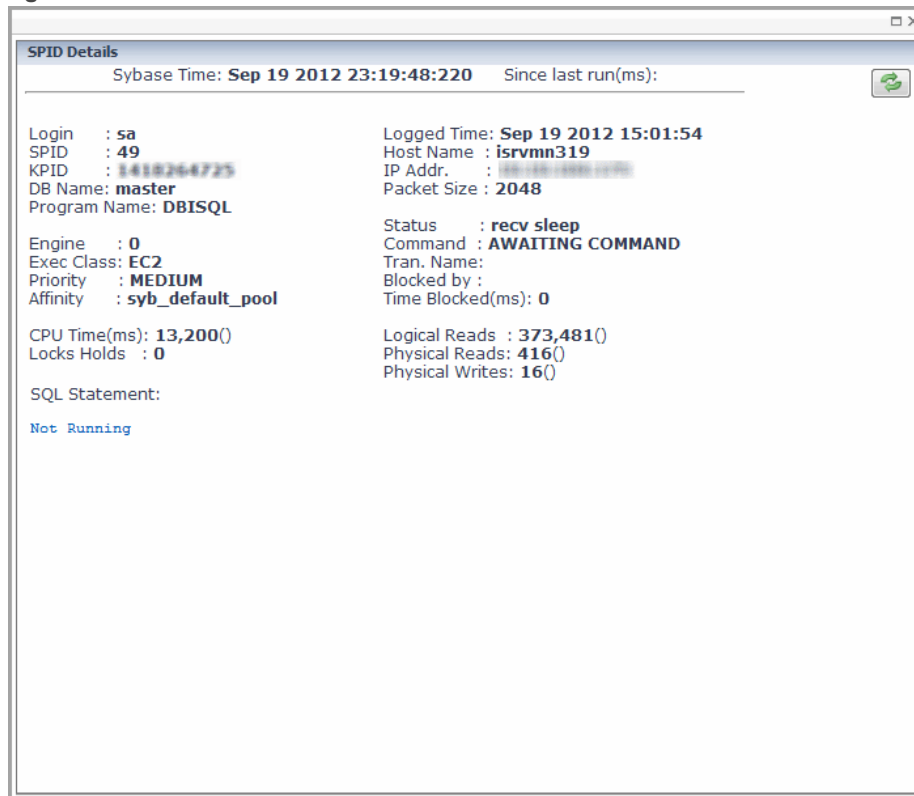 SPID Details
Sybase Time: Sep 19 2012 23:19:48:220 Since last run(ms):
Login : sa
SPID : 49
KPID :
DB Name: master
Program Name: DBISQL
Engine : 0
Exec Class: EC2
Priority : MEDIUM
Affinity : syb_default_pool
CPU Time(ms): 13,200()
Locks Holds : 0
Logged Time: Sep 19 2012 15:01:54
Host Name : isrvmn319
IP Addr. :
Packet Size : 2048
Status : recv sleep
Command : AWAITING COMMAND
Tran. Name:
Blocked by :
Time Blocked(ms): 0
Logical Reads : 373,481()
Physical Reads: 416()
Physical Writes: 16()
SQL Statement:
Not Running